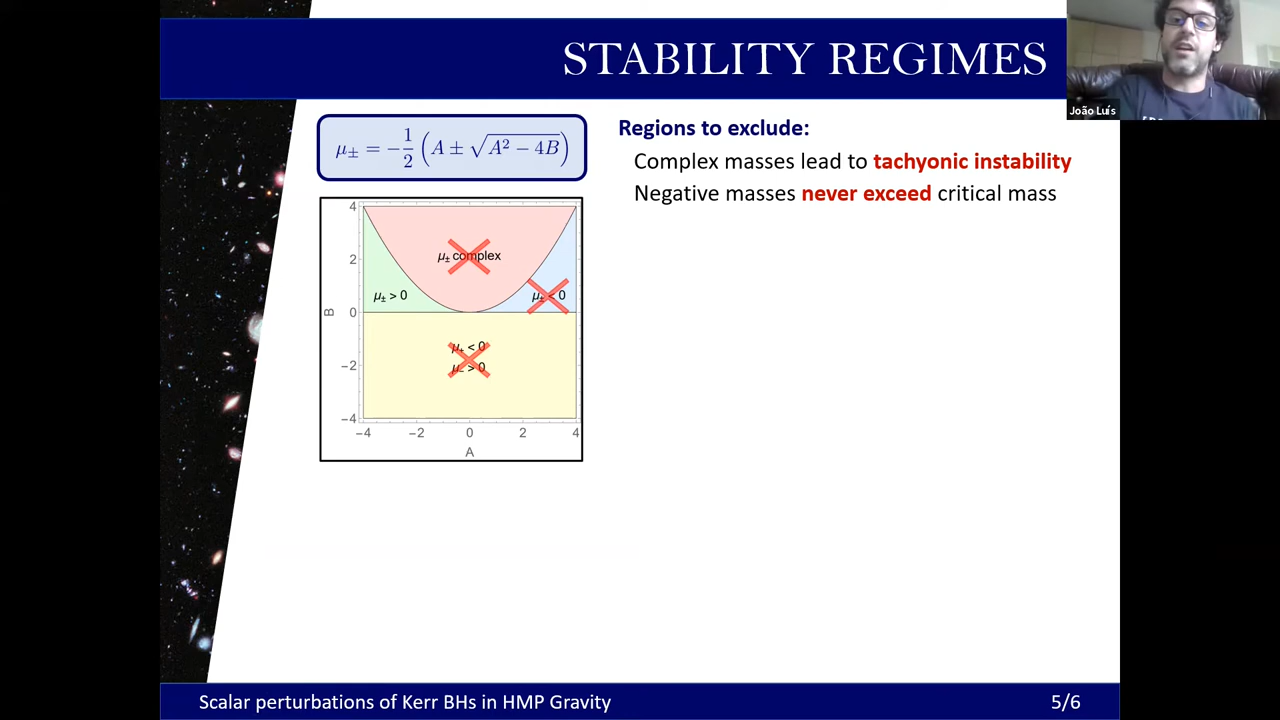 STABILITY REGIMES
João Luís
μ± = −1/2 (A ± √A² − 4B)
Regions to exclude:
Complex masses lead to tachyonic instability
Negative masses never exceed critical mass
4
2
0
−2
−4
B
μ± complex
μ± > 0
μ± < 0
μ+ < 0
μ− > 0
−4 −2 0 2 4
A
Scalar perturbations of Kerr BHs in HMP Gravity
5/6